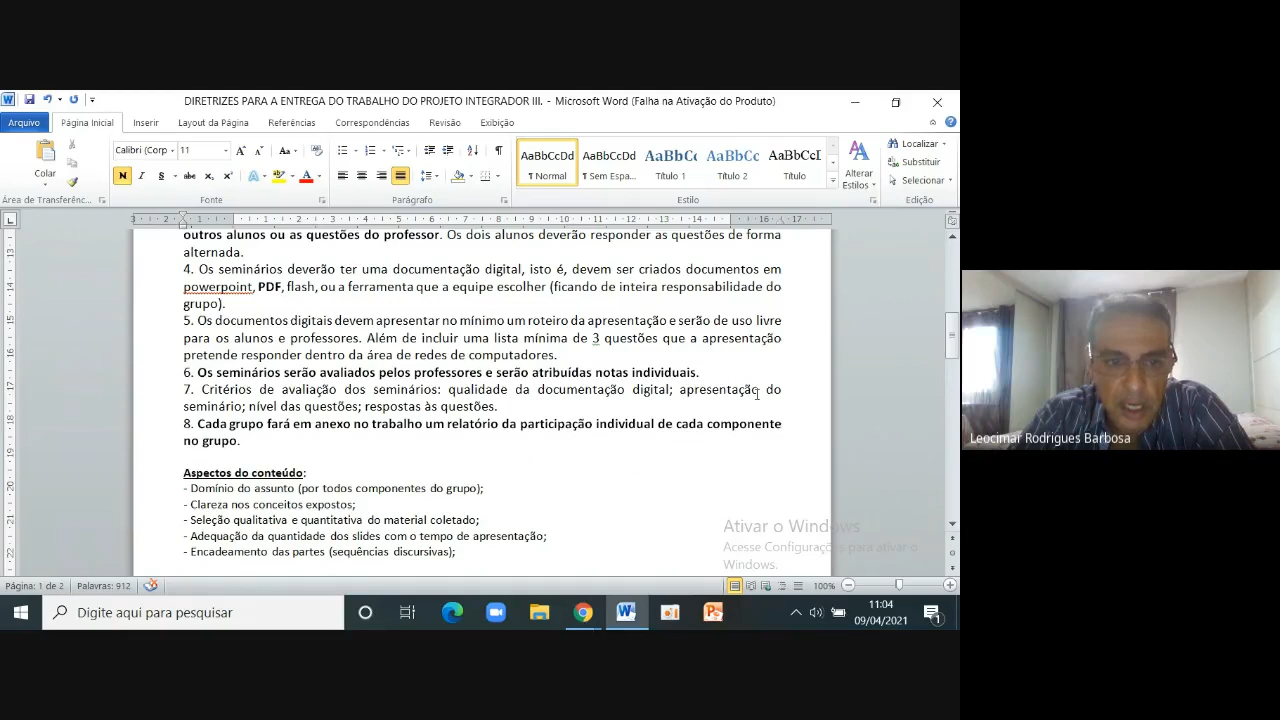 DIRETRIZES PARA A ENTREGA DO TRABALHO DO PROJETO INTEGRADOR III. - Microsoft Word (Falha na Ativação do Produto)
Arquivo Página Inicial Inserir Layout da Página Referências Correspondências Revisão Exibição
Calibri (Corp 11
Colar
AaBbCcDd AaBbCcDd AaBbCc AaBbCc AaBbCcI
¶ Normal ¶ Sem Espa... Título 1 Título 2 Título
Alterar Estilos
Localizar
Substituir
Selecionar
Área de Transferênc... Fonte Parágrafo Estilo Edição
outros alunos ou as questões do professor. Os dois alunos deverão responder as questões de forma
alternada.
4. Os seminários deverão ter uma documentação digital, isto é, devem ser criados documentos em
powerpoint, PDF, flash, ou a ferramenta que a equipe escolher (ficando de inteira responsabilidade do
grupo).
5. Os documentos digitais devem apresentar no mínimo um roteiro da apresentação e serão de uso livre
para os alunos e professores. Além de incluir uma lista mínima de 3 questões que a apresentação
pretende responder dentro da área de redes de computadores.
6. Os seminários serão avaliados pelos professores e serão atribuídas notas individuais.
7. Critérios de avaliação dos seminários: qualidade da documentação digital; apresentação do
seminário; nível das questões; respostas às questões.
8. Cada grupo fará em anexo no trabalho um relatório da participação individual de cada componente
no grupo.
Aspectos do conteúdo:
- Domínio do assunto (por todos componentes do grupo);
- Clareza nos conceitos expostos;
- Seleção qualitativa e quantitativa do material coletado;
- Adequação da quantidade dos slides com o tempo de apresentação;
- Encadeamento das partes (sequências discursivas);
Ativar o Windows
Acesse Configurações para ativar o
Windows.
Página: 1 de 2 Palavras: 912 100%
Digite aqui para pesquisar
11:04
09/04/2021
Leocimar Rodrigues Barbosa